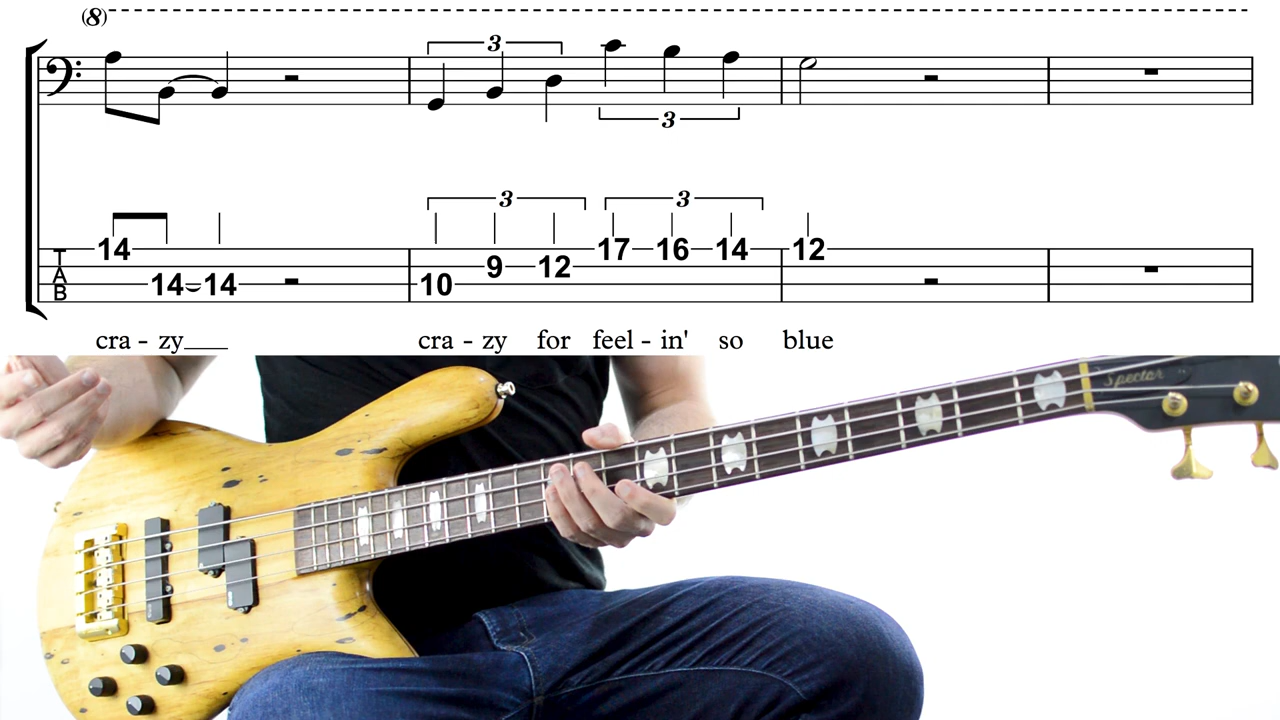 (8)
3
3
3 3
14 14 14 10 9 12 17 16 14 12
T
A
B
cra - zy___ cra - zy for feel - in' so blue
Spector